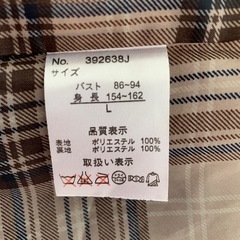 No. 392638J
サイズ
バスト 86~94
身長 154~162
L
品質表示
表地 ポリエステル 100%
裏地 ポリエステル 100%
取扱い表示